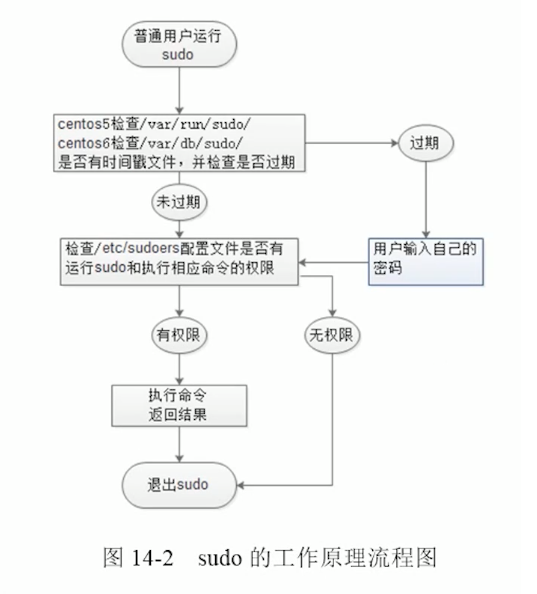 普通用户运行
sudo
centos5检查/var/run/sudo/
centos6检查/var/db/sudo/
是否有时间戳文件，并检查是否过期
过期
未过期
检查/etc/sudoers配置文件是否有
运行sudo和执行相应命令的权限
用户输入自己的
密码
有权限
无权限
执行命令
返回结果
退出sudo
图 14-2 sudo 的工作原理流程图